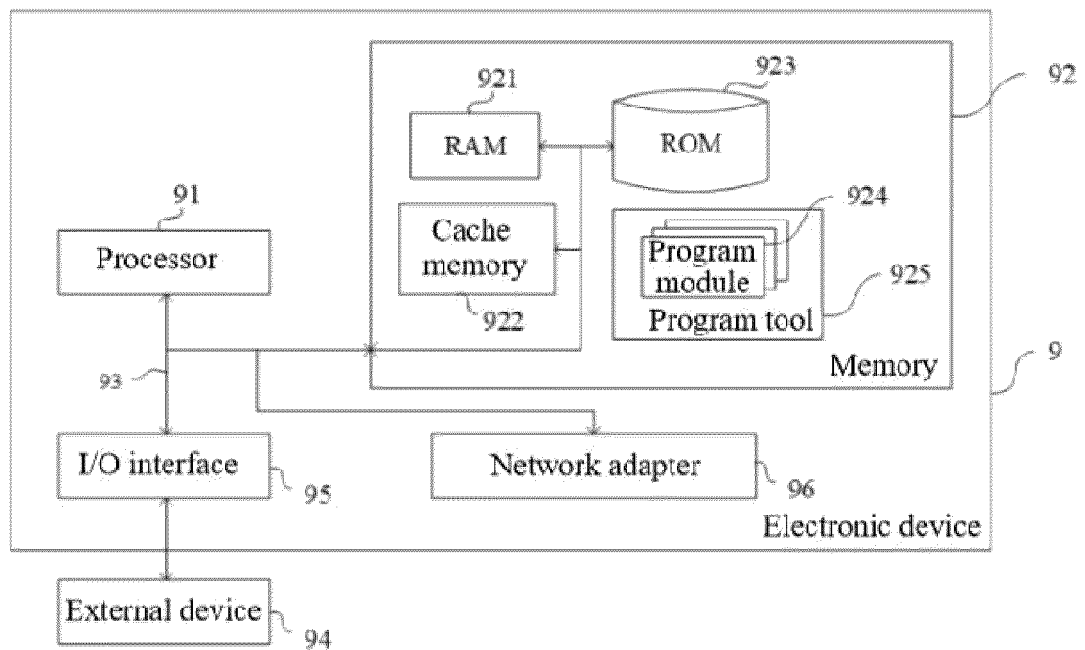 921
923
92
RAM
ROM
91
924
Processor
Cache
memory
Program
module
925
922
Program tool
Memory
9
93
I/O interface
95
Network adapter
96
Electronic device
External device
94